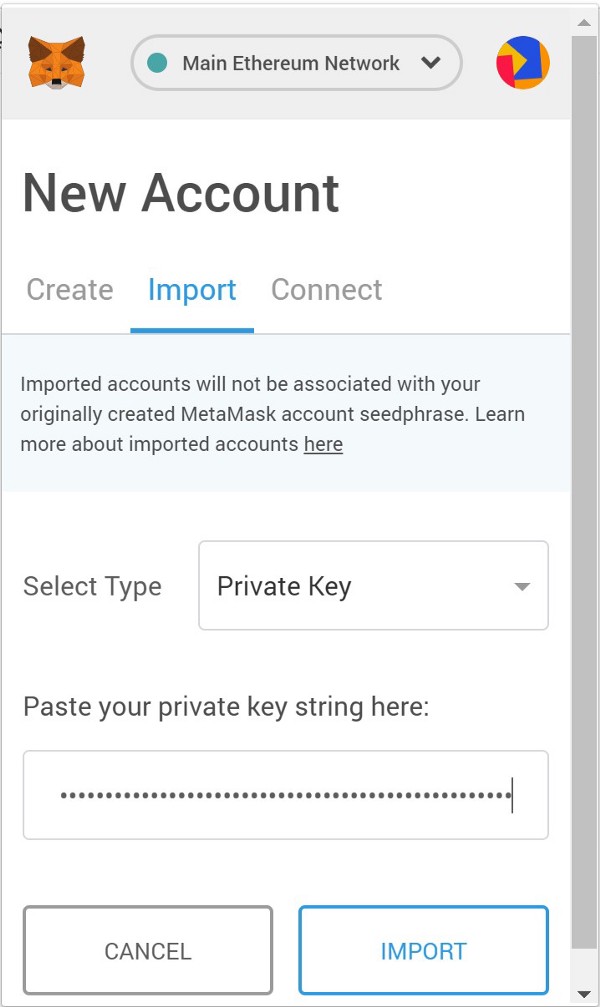 Main Ethereum Network
New Account
Create Import Connect
Imported accounts will not be associated with your
originally created MetaMask account seedphrase. Learn
more about imported accounts here
Select Type Private Key
Paste your private key string here:
CANCEL IMPORT